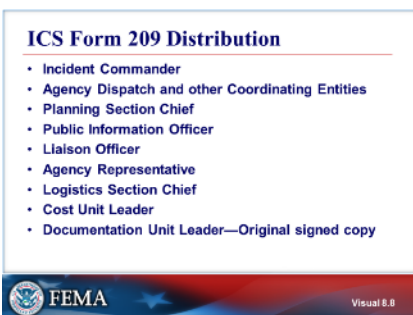 ICS Form 209 Distribution
• Incident Commander
• Agency Dispatch and other Coordinating Entities
• Planning Section Chief
• Public Information Officer
• Liaison Officer
• Agency Representative
• Logistics Section Chief
• Cost Unit Leader
• Documentation Unit Leader—Original signed copy
FEMA
Visual 8.8